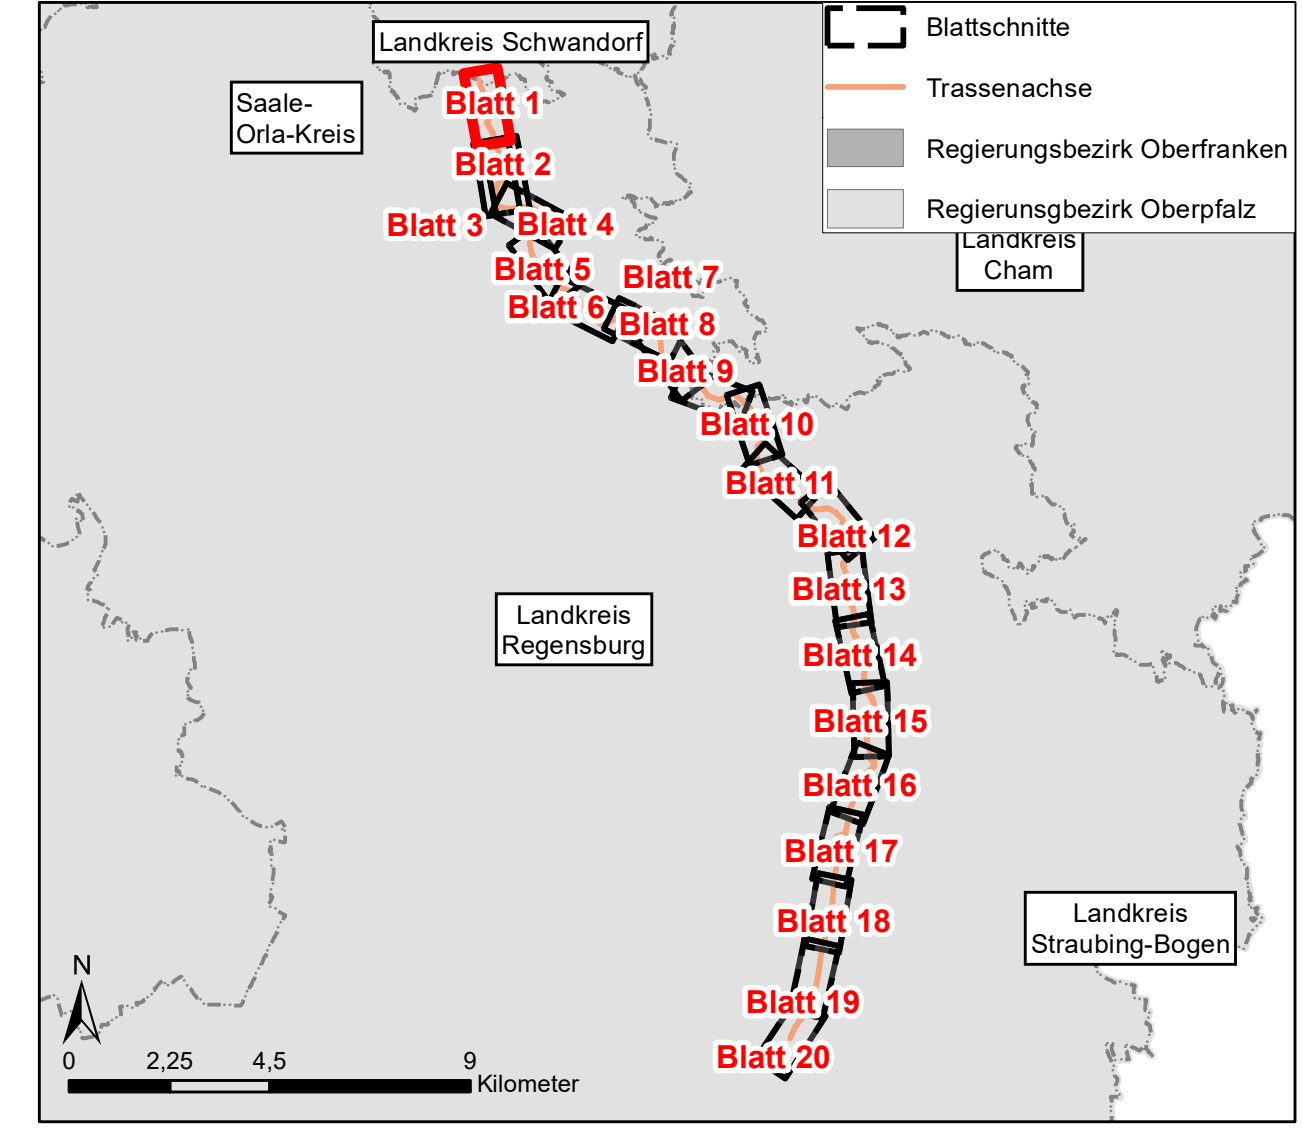 Landkreis Schwandorf
Blattschnitte
Trassenachse
Regierungsbezirk Oberfranken
Regierunsgbezirk Oberpfalz
Saale-
Orla-Kreis
Landkreis
Cham
Blatt 1
Blatt 2
Blatt 3
Blatt 4
Blatt 5
Blatt 6
Blatt 7
Blatt 8
Blatt 9
Blatt 10
Blatt 11
Blatt 12
Blatt 13
Landkreis
Regensburg
Blatt 14
Blatt 15
Blatt 16
Blatt 17
Blatt 18
Landkreis
Straubing-Bogen
Blatt 19
Blatt 20
N
0 2,25 4,5 9
Kilometer